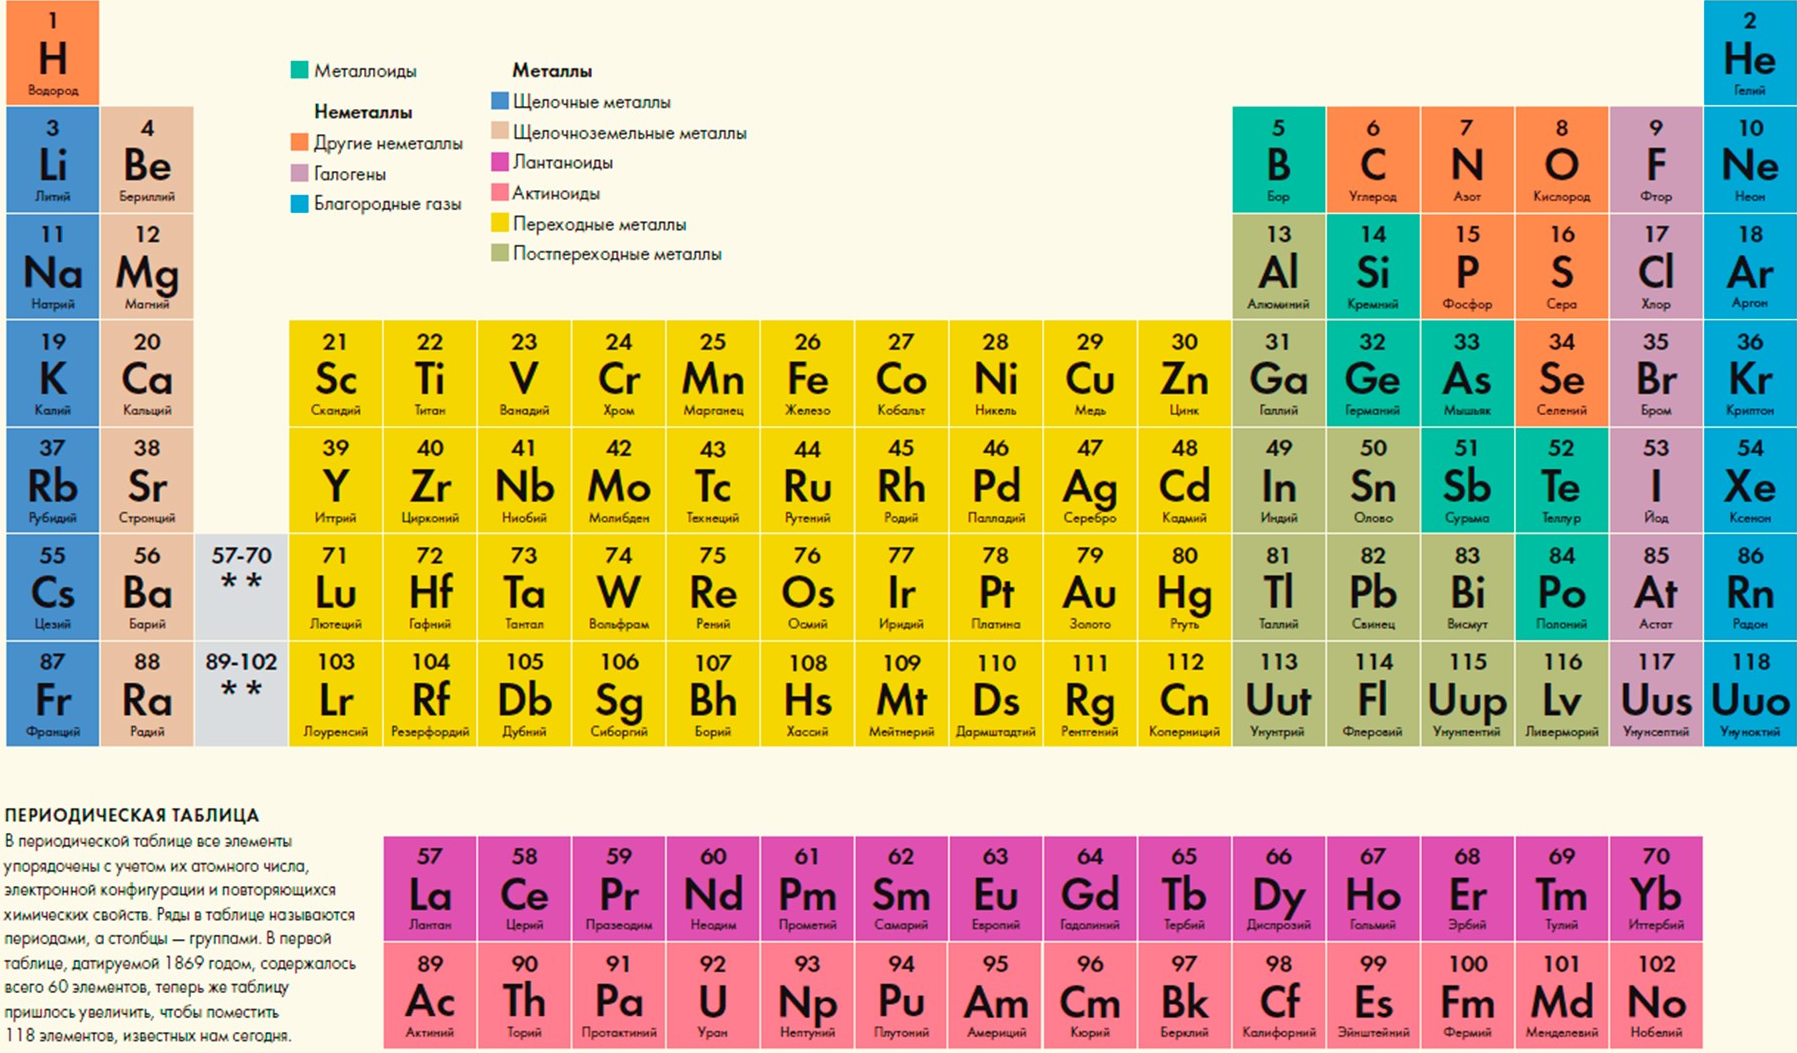 1
H
Водород
2
He
Гелий
Металлоиды
Неметаллы
Другие неметаллы
Галогены
Благородные газы
Металлы
Щелочные металлы
Щелочноземельные металлы
Лантаноиды
Актиноиды
Переходные металлы
Постпереходные металлы
3 4 5 6 7 8 9 10
Li Be B C N O F Ne
Литий Бериллий Бор Углерод Азот Кислород Фтор Неон
11 12 13 14 15 16 17 18
Na Mg Al Si P S Cl Ar
Натрий Магний Алюминий Кремний Фосфор Сера Хлор Аргон
19 20 21 22 23 24 25 26 27 28 29 30 31 32 33 34 35 36
K Ca Sc Ti V Cr Mn Fe Co Ni Cu Zn Ga Ge As Se Br Kr
Калий Кальций Скандий Титан Ванадий Хром Марганец Железо Кобальт Никель Медь Цинк Галлий Германий Мышьяк Селений Бром Криптон
37 38 39 40 41 42 43 44 45 46 47 48 49 50 51 52 53 54
Rb Sr Y Zr Nb Mo Tc Ru Rh Pd Ag Cd In Sn Sb Te I Xe
Рубидий Стронций Иттрий Цирконий Ниобий Молибден Технеций Рутений Родий Палладий Серебро Кадмий Индий Олово Сурьма Теллур Йод Ксенон
55 56 57-70 71 72 73 74 75 76 77 78 79 80 81 82 83 84 85 86
Cs Ba ** Lu Hf Ta W Re Os Ir Pt Au Hg Tl Pb Bi Po At Rn
Цезий Барий Лютеций Гафний Тантал Вольфрам Рений Осмий Иридий Платина Золото Ртуть Таллий Свинец Висмут Полоний Астат Радон
87 88 89-102 103 104 105 106 107 108 109 110 111 112 113 114 115 116 117 118
Fr Ra ** Lr Rf Db Sg Bh Hs Mt Ds Rg Cn Uut Fl Uup Lv Uus Uuo
Франций Радий Лоуренсий Резерфордий Дубний Сиборгий Борий Хассий Мейтнерий Дармштадтий Рентгений Коперниций Унунтрий Флеровий Унунпентий Ливерморий Унунсептий Унуноктий
ПЕРИОДИЧЕСКАЯ ТАБЛИЦА
В периодической таблице все элементы
упорядочены с учетом их атомного числа,
электронной конфигурации и повторяющихся
химических свойств. Ряды в таблице называются
периодами, а столбцы — группами. В первой
таблице, датируемой 1869 годом, содержалось
всего 60 элементов, теперь же таблицу
пришлось увеличить, чтобы поместить
118 элементов, известных нам сегодня.
57 58 59 60 61 62 63 64 65 66 67 68 69 70
La Ce Pr Nd Pm Sm Eu Gd Tb Dy Ho Er Tm Yb
Лантан Церий Празеодим Неодим Прометий Самарий Европий Гадолиний Тербий Диспрозий Гольмий Эрбий Тулий Иттербий
89 90 91 92 93 94 95 96 97 98 99 100 101 102
Ac Th Pa U Np Pu Am Cm Bk Cf Es Fm Md No
Актиний Торий Протактиний Уран Нептуний Плутоний Америций Кюрий Берклий Калифорний Эйнштейний Фермий Менделевий Нобелий